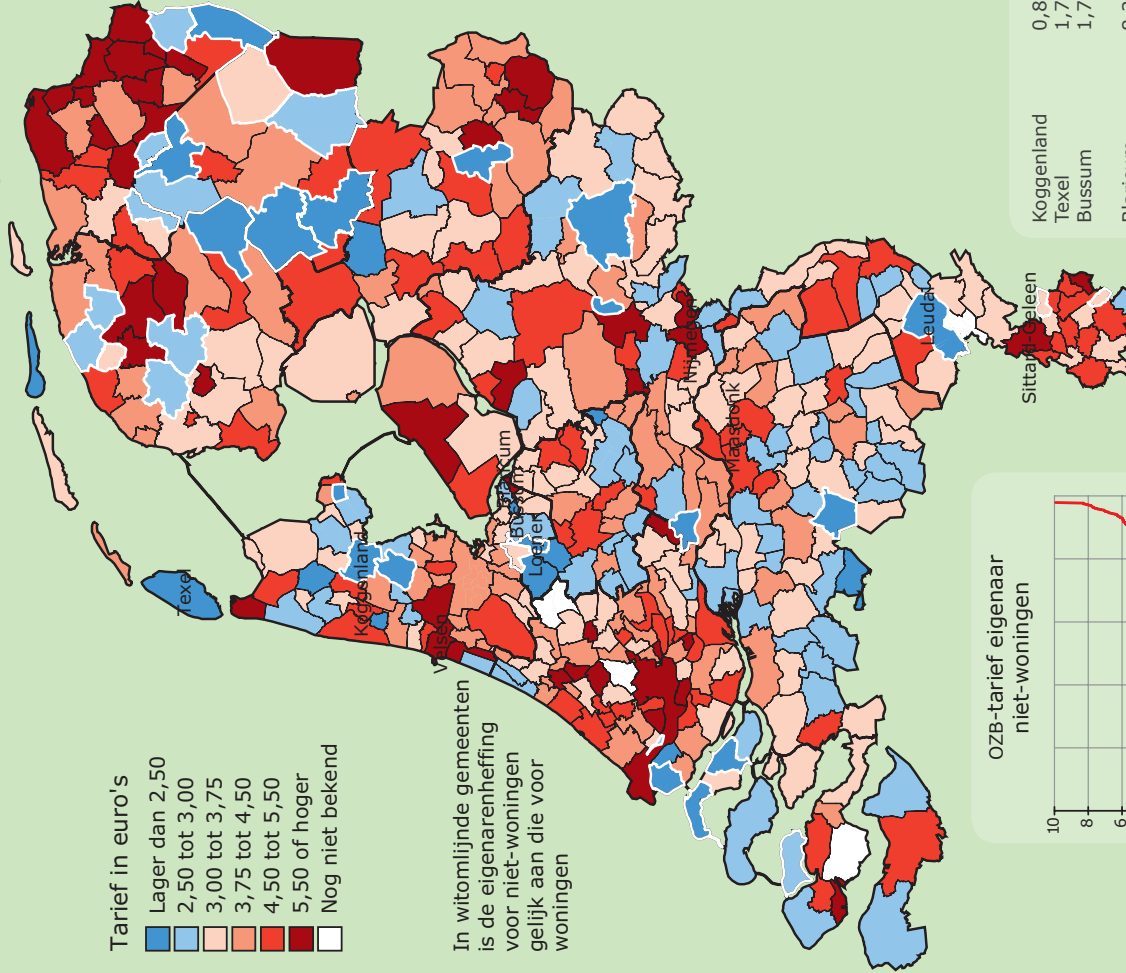 Tarief in euro's
Lager dan 2,50
2,50 tot 3,00
3,00 tot 3,75
3,75 tot 4,50
4,50 tot 5,50
5,50 of hoger
Nog niet bekend
In witomlijnde gemeenten
is de eigenarenheffing
voor niet-woningen
gelijk aan die voor
woningen
Texel
Koggenland
Velsen
Bussum
Loenen
Nijmegen
Maasdonk
Leudal
Sittard-Geleen
OZB-tarief eigenaar
niet-woningen
10
8
6
Koggenland 0,8
Texel 1,7
Bussum 1,7